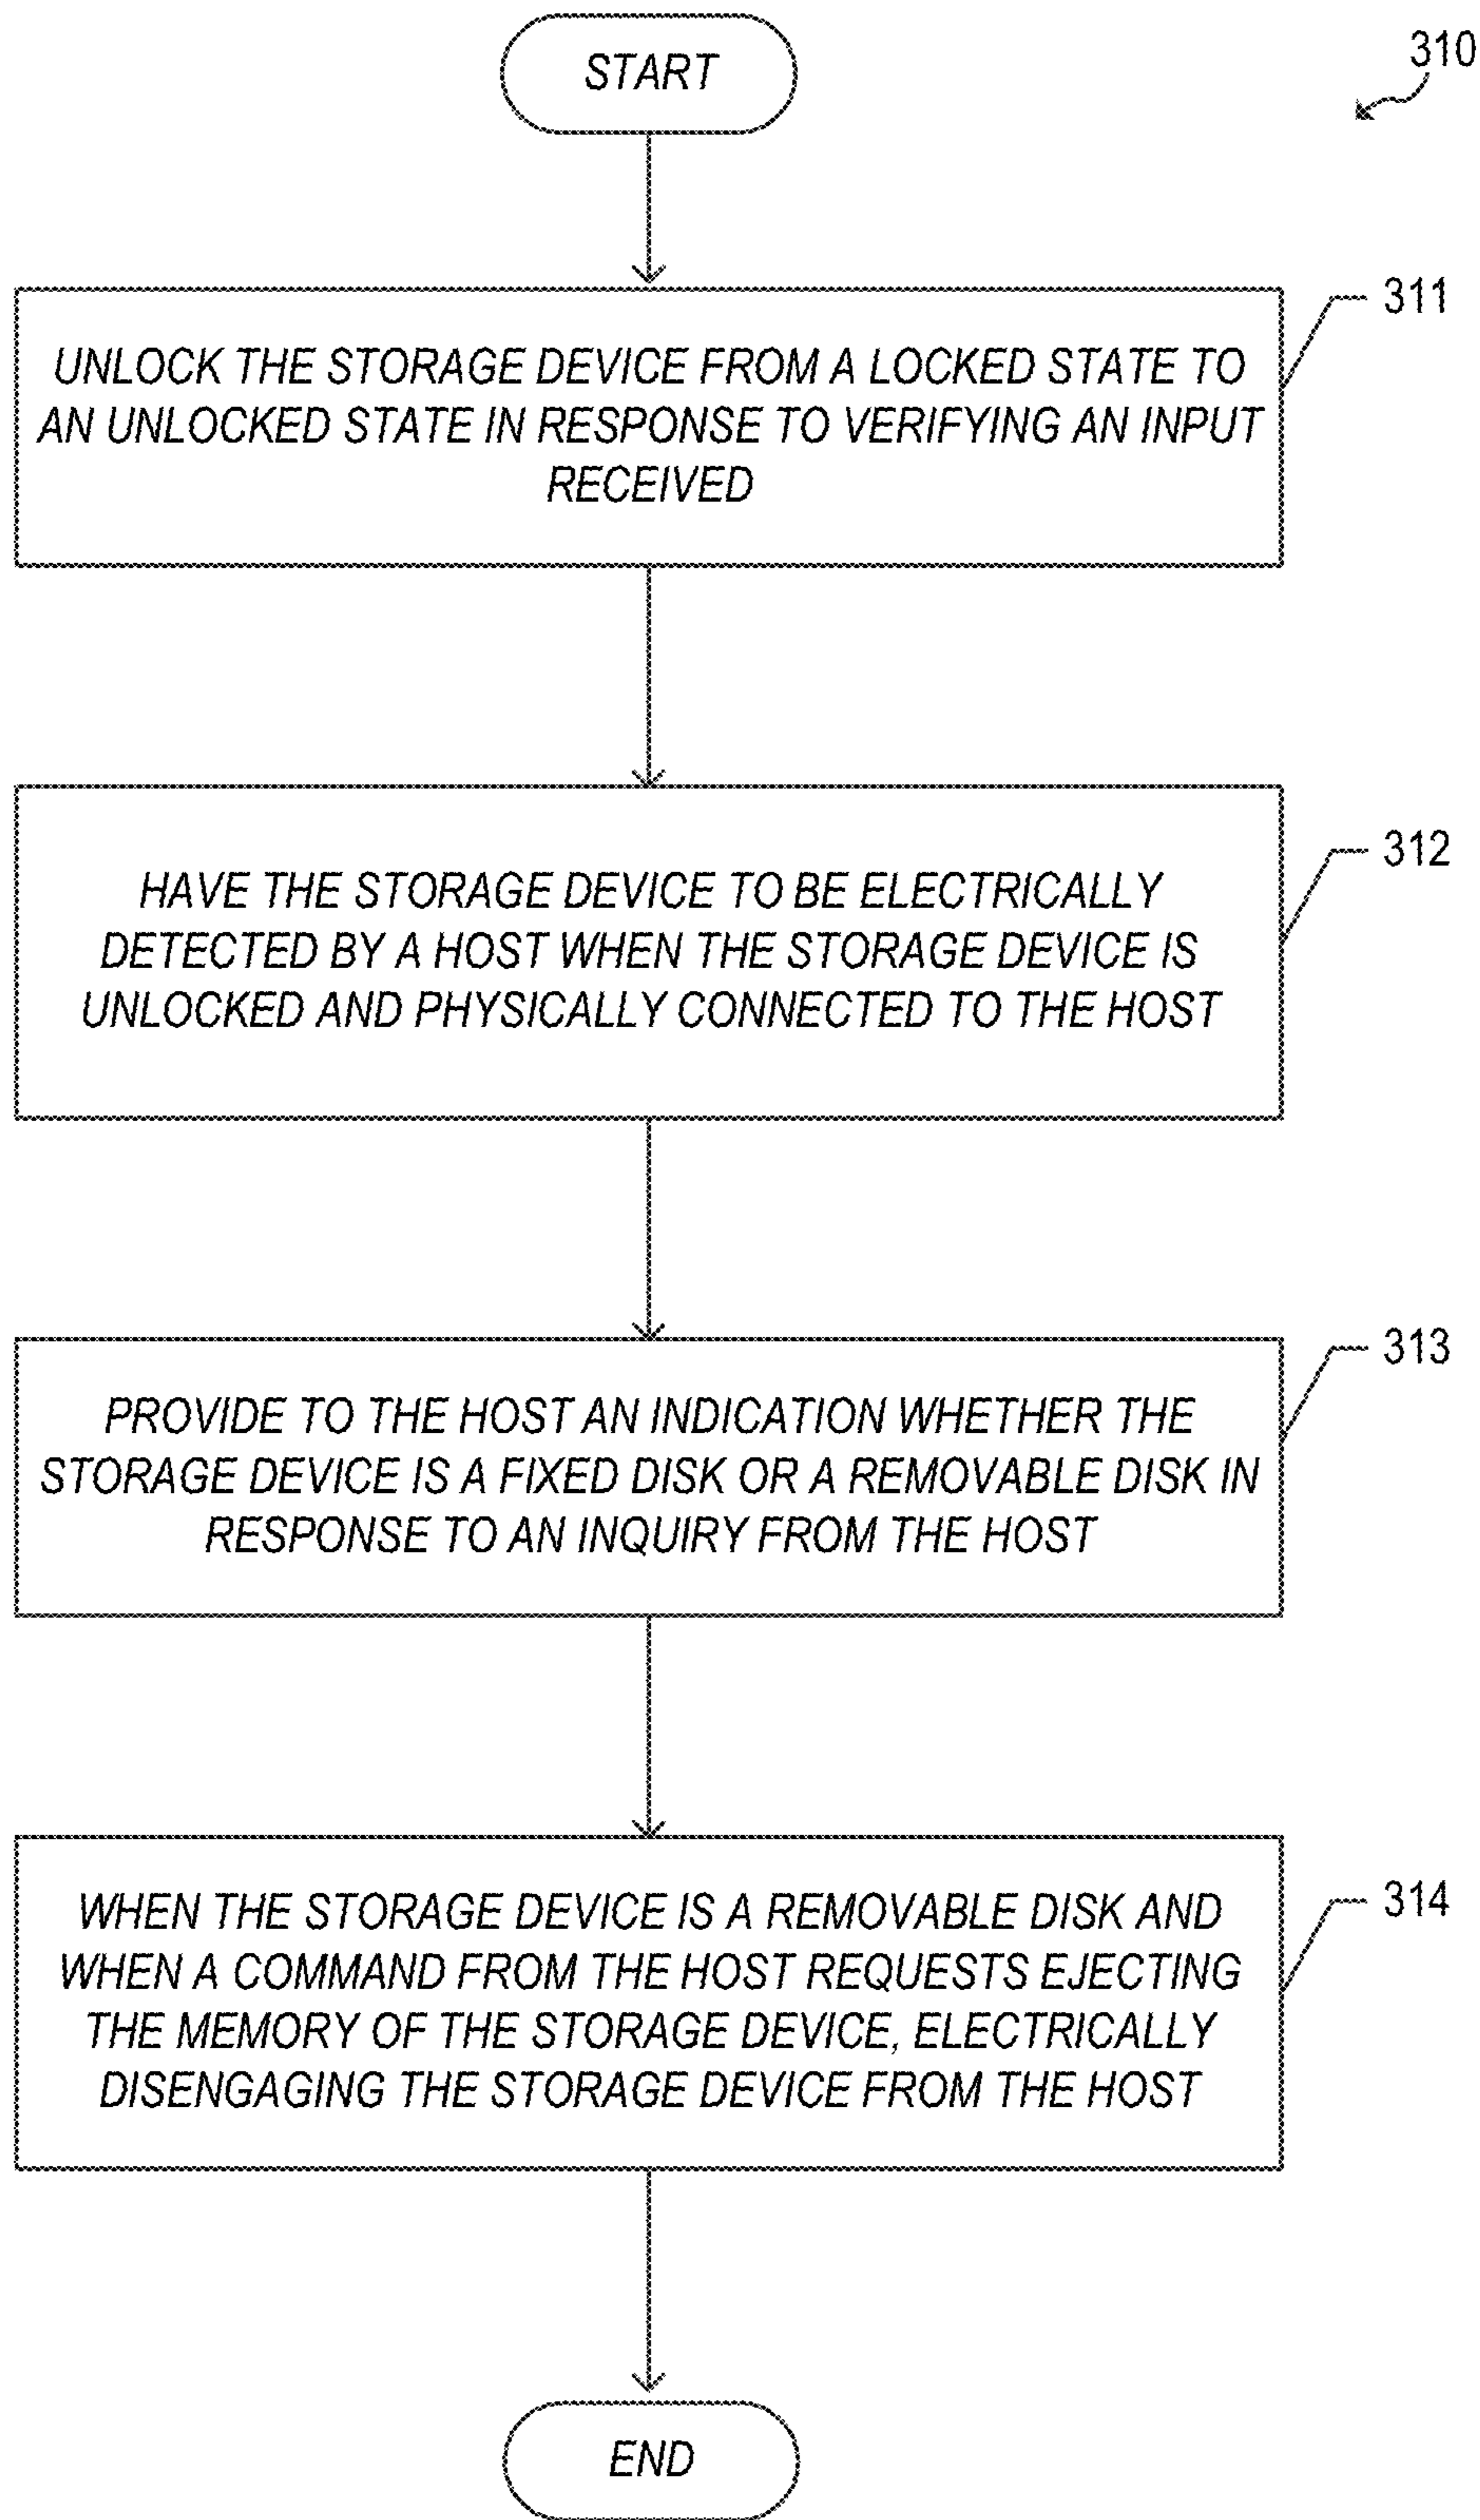 START
310
311
UNLOCK THE STORAGE DEVICE FROM A LOCKED STATE TO
AN UNLOCKED STATE IN RESPONSE TO VERIFYING AN INPUT
RECEIVED
312
HAVE THE STORAGE DEVICE TO BE ELECTRICALLY
DETECTED BY A HOST WHEN THE STORAGE DEVICE IS
UNLOCKED AND PHYSICALLY CONNECTED TO THE HOST
313
PROVIDE TO THE HOST AN INDICATION WHETHER THE
STORAGE DEVICE IS A FIXED DISK OR A REMOVABLE DISK IN
RESPONSE TO AN INQUIRY FROM THE HOST
314
WHEN THE STORAGE DEVICE IS A REMOVABLE DISK AND
WHEN A COMMAND FROM THE HOST REQUESTS EJECTING
THE MEMORY OF THE STORAGE DEVICE, ELECTRICALLY
DISENGAGING THE STORAGE DEVICE FROM THE HOST
END